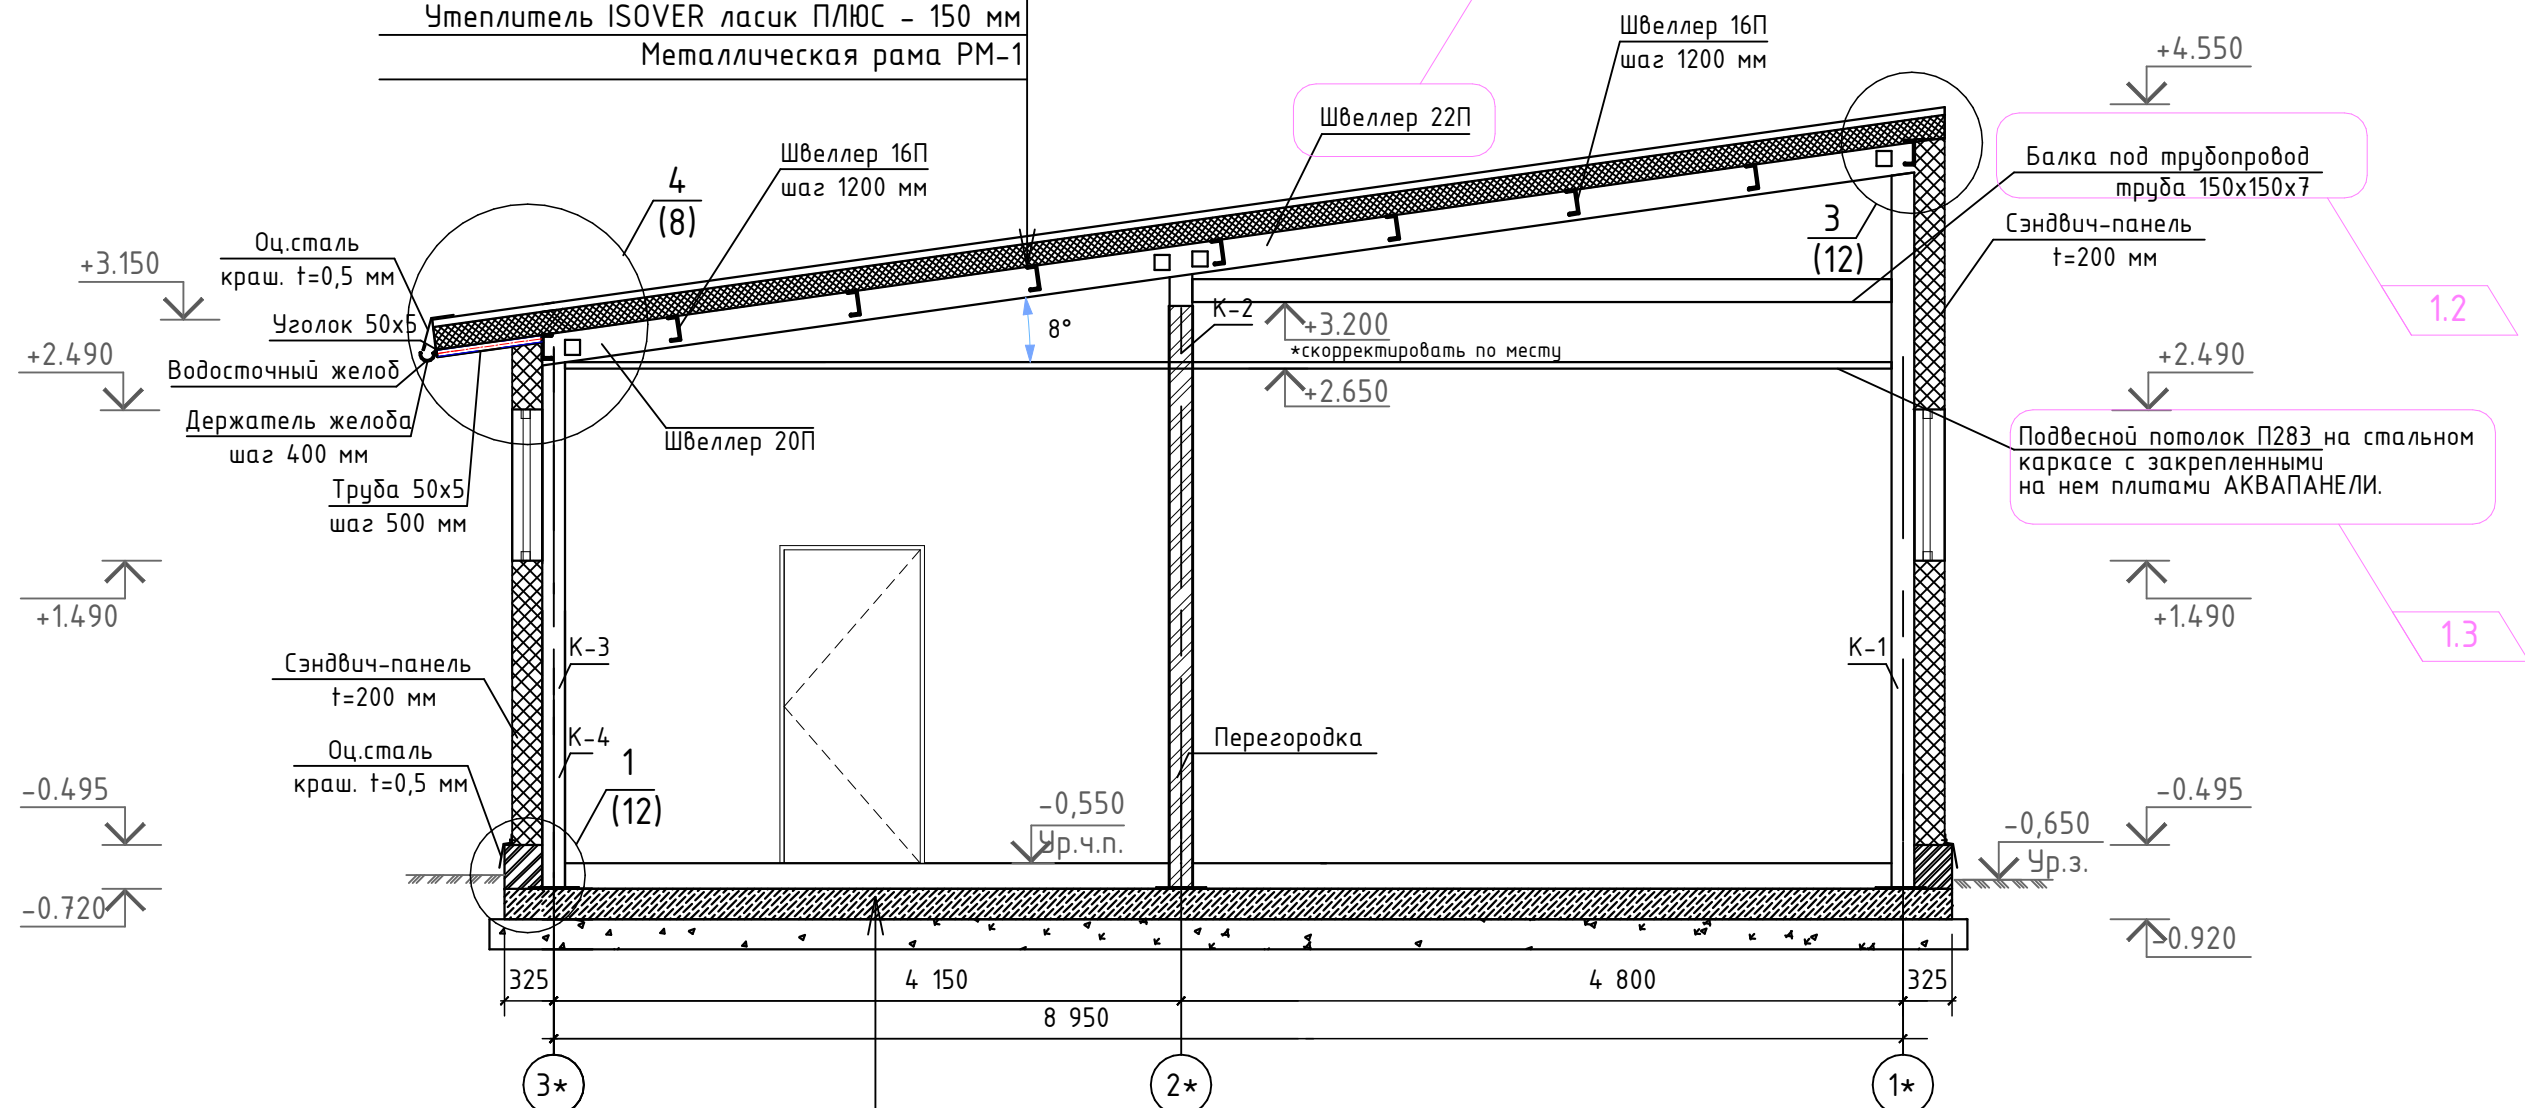 Утеплитель ISOVER ласик ПЛЮС - 150 мм
Металлическая рама РМ-1
Швеллер 16П
шаг 1200 мм
+4.550
Швеллер 22П
Швеллер 16П
шаг 1200 мм
4
(8)
Балка под трубопровод
труба 150х150х7
3
(12)
Сэндвич-панель
t=200 мм
Оц.сталь
краш. t=0,5 мм
+3.150
1.2
Уголок 50х5
8°
К-2
+3.200
*скорректировать по месту
+2.490
Водосточный желоб
+2.490
+2.650
Держатель желоба
шаг 400 мм
Швеллер 20П
Подвесной потолок П283 на стальном
каркасе с закрепленными
на нем плитами АКВАПАНЕЛИ.
Труба 50х5
шаг 500 мм
+1.490
+1.490
1.3
К-3
К-1
Сэндвич-панель
t=200 мм
К-4
Перегородка
Оц.сталь
краш. t=0,5 мм
1
(12)
-0.495
-0,550
Ур.ч.п.
-0.495
-0,650
Ур.з.
-0.720
-0.920
325
4 150
4 800
325
8 950
3*
2*
1*